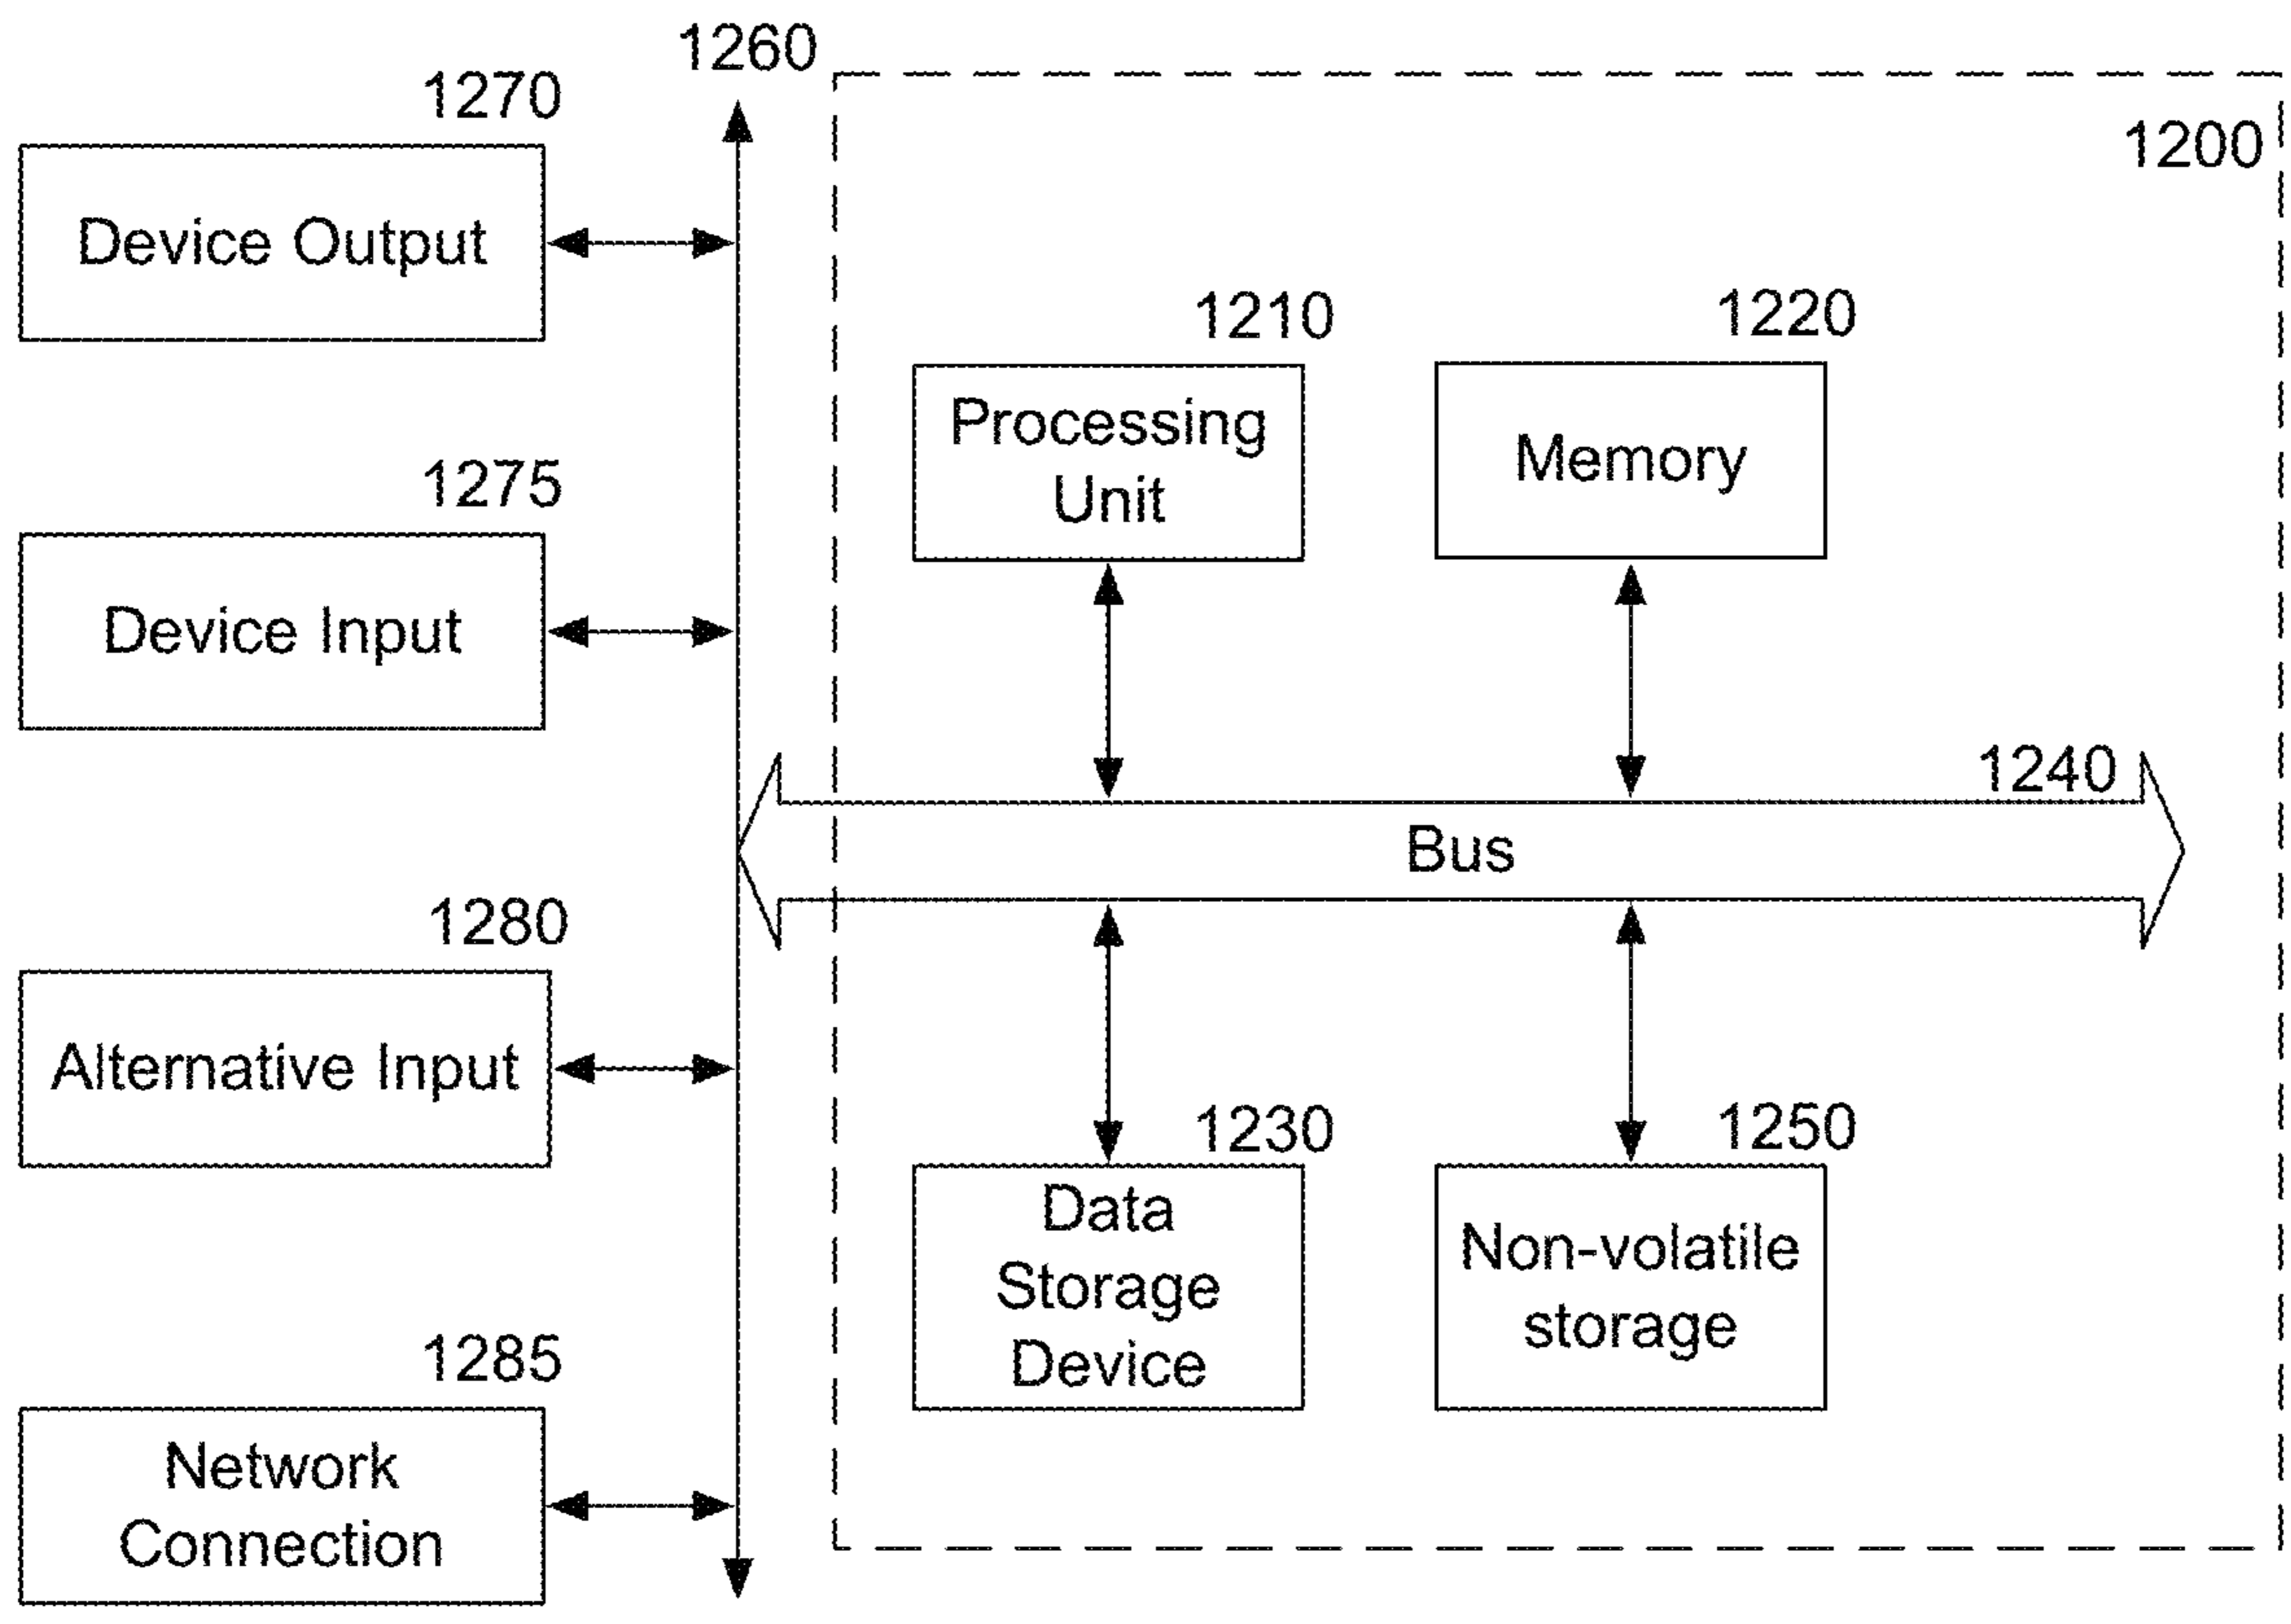 1260
1270
1200
Device Output
1210
1220
Processing
Unit
Memory
1275
Device Input
1240
Bus
1280
Alternative Input
1230
1250
Data
Storage
Device
Non-volatile
storage
1285
Network
Connection